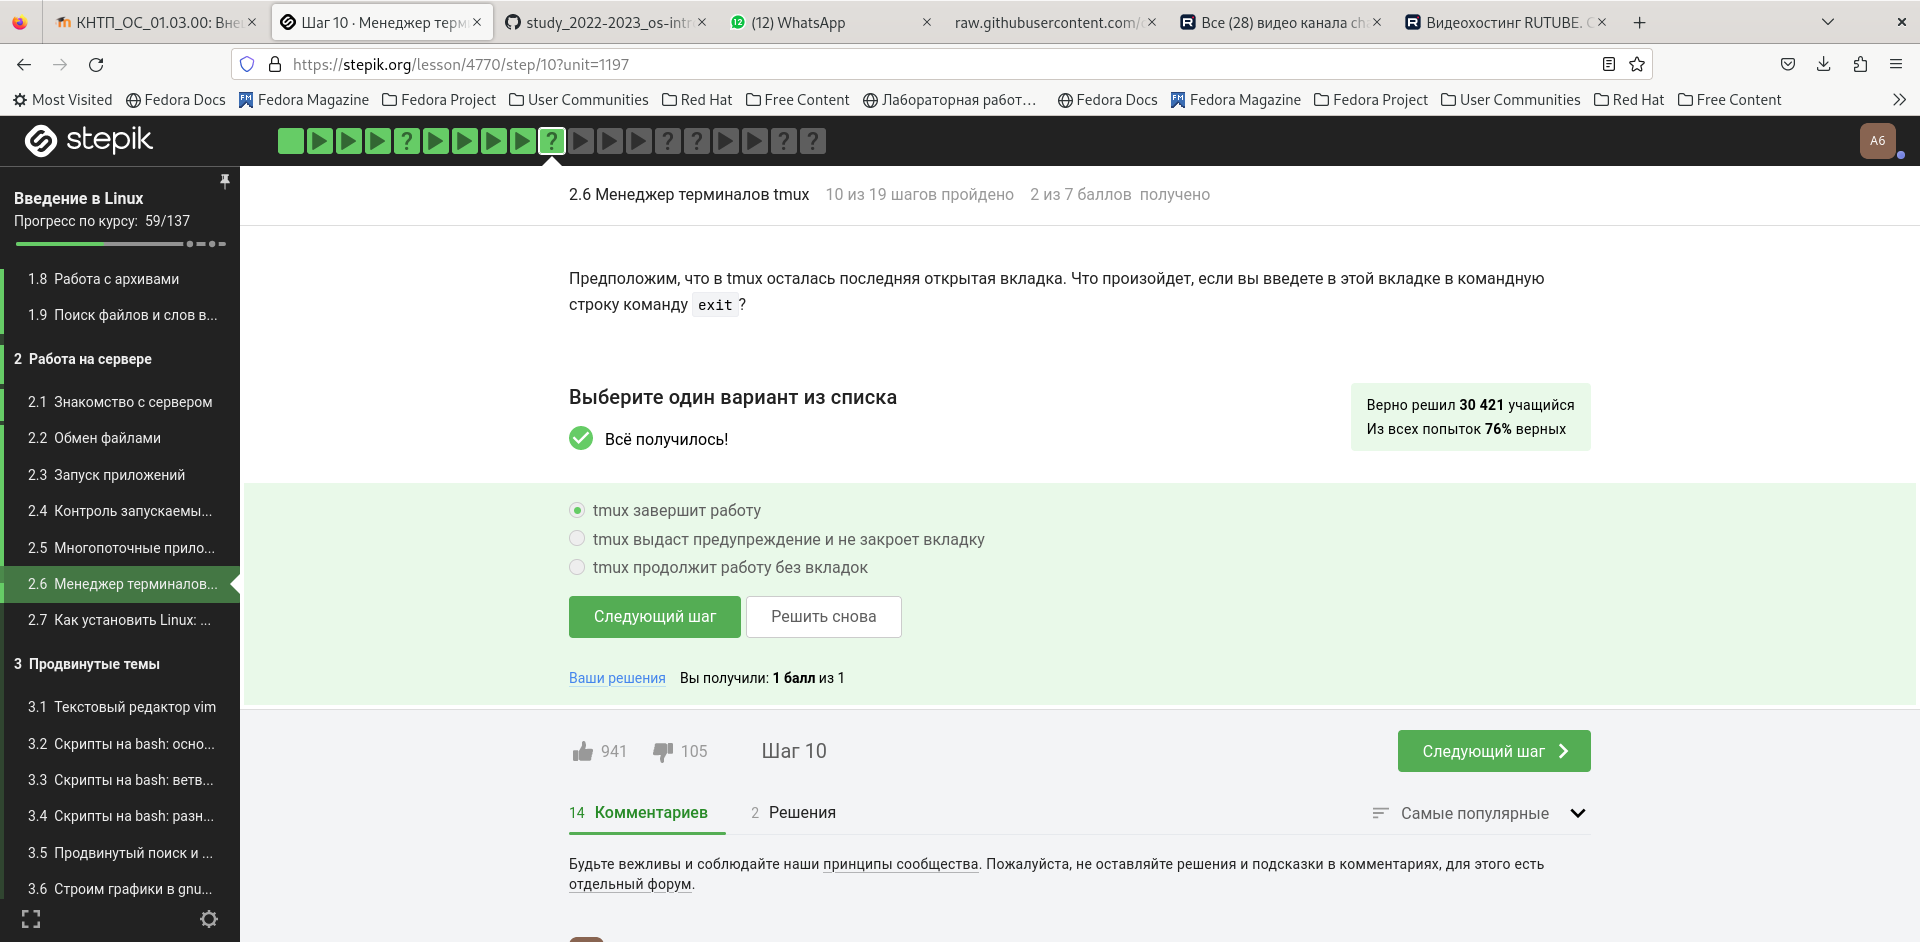 КНТП_ОС_01.03.00: Вне
Шаг 10 · Менеджер терм
study_2022-2023_os-intr
(12) WhatsApp
raw.githubusercontent.com/
Все (28) видео канала ch
Видеохостинг RUTUBE. С
https://stepik.org/lesson/4770/step/10?unit=1197
Most Visited
Fedora Docs
Fedora Magazine
Fedora Project
User Communities
Red Hat
Free Content
Лабораторная работ…
Fedora Docs
Fedora Magazine
Fedora Project
User Communities
Red Hat
Free Content
stepik
A6
Введение в Linux
Прогресс по курсу: 59/137
1.8 Работа с архивами
1.9 Поиск файлов и слов в...
2 Работа на сервере
2.1 Знакомство с сервером
2.2 Обмен файлами
2.3 Запуск приложений
2.4 Контроль запускаемы...
2.5 Многопоточные прило...
2.6 Менеджер терминалов...
2.7 Как установить Linux: ...
3 Продвинутые темы
3.1 Текстовый редактор vim
3.2 Скрипты на bash: осно...
3.3 Скрипты на bash: ветв...
3.4 Скрипты на bash: разн...
3.5 Продвинутый поиск и ...
3.6 Строим графики в gnu...
2.6 Менеджер терминалов tmux 10 из 19 шагов пройдено 2 из 7 баллов получено
Предположим, что в tmux осталась последняя открытая вкладка. Что произойдет, если вы введете в этой вкладке в командную
строку команду exit?
Выберите один вариант из списка
Всё получилось!
Верно решил 30 421 учащийся
Из всех попыток 76% верных
tmux завершит работу
tmux выдаст предупреждение и не закроет вкладку
tmux продолжит работу без вкладок
Следующий шаг
Решить снова
Ваши решения Вы получили: 1 балл из 1
941
105
Шаг 10
Следующий шаг
14 Комментариев
2 Решения
Самые популярные
Будьте вежливы и соблюдайте наши принципы сообщества. Пожалуйста, не оставляйте решения и подсказки в комментариях, для этого есть
отдельный форум.